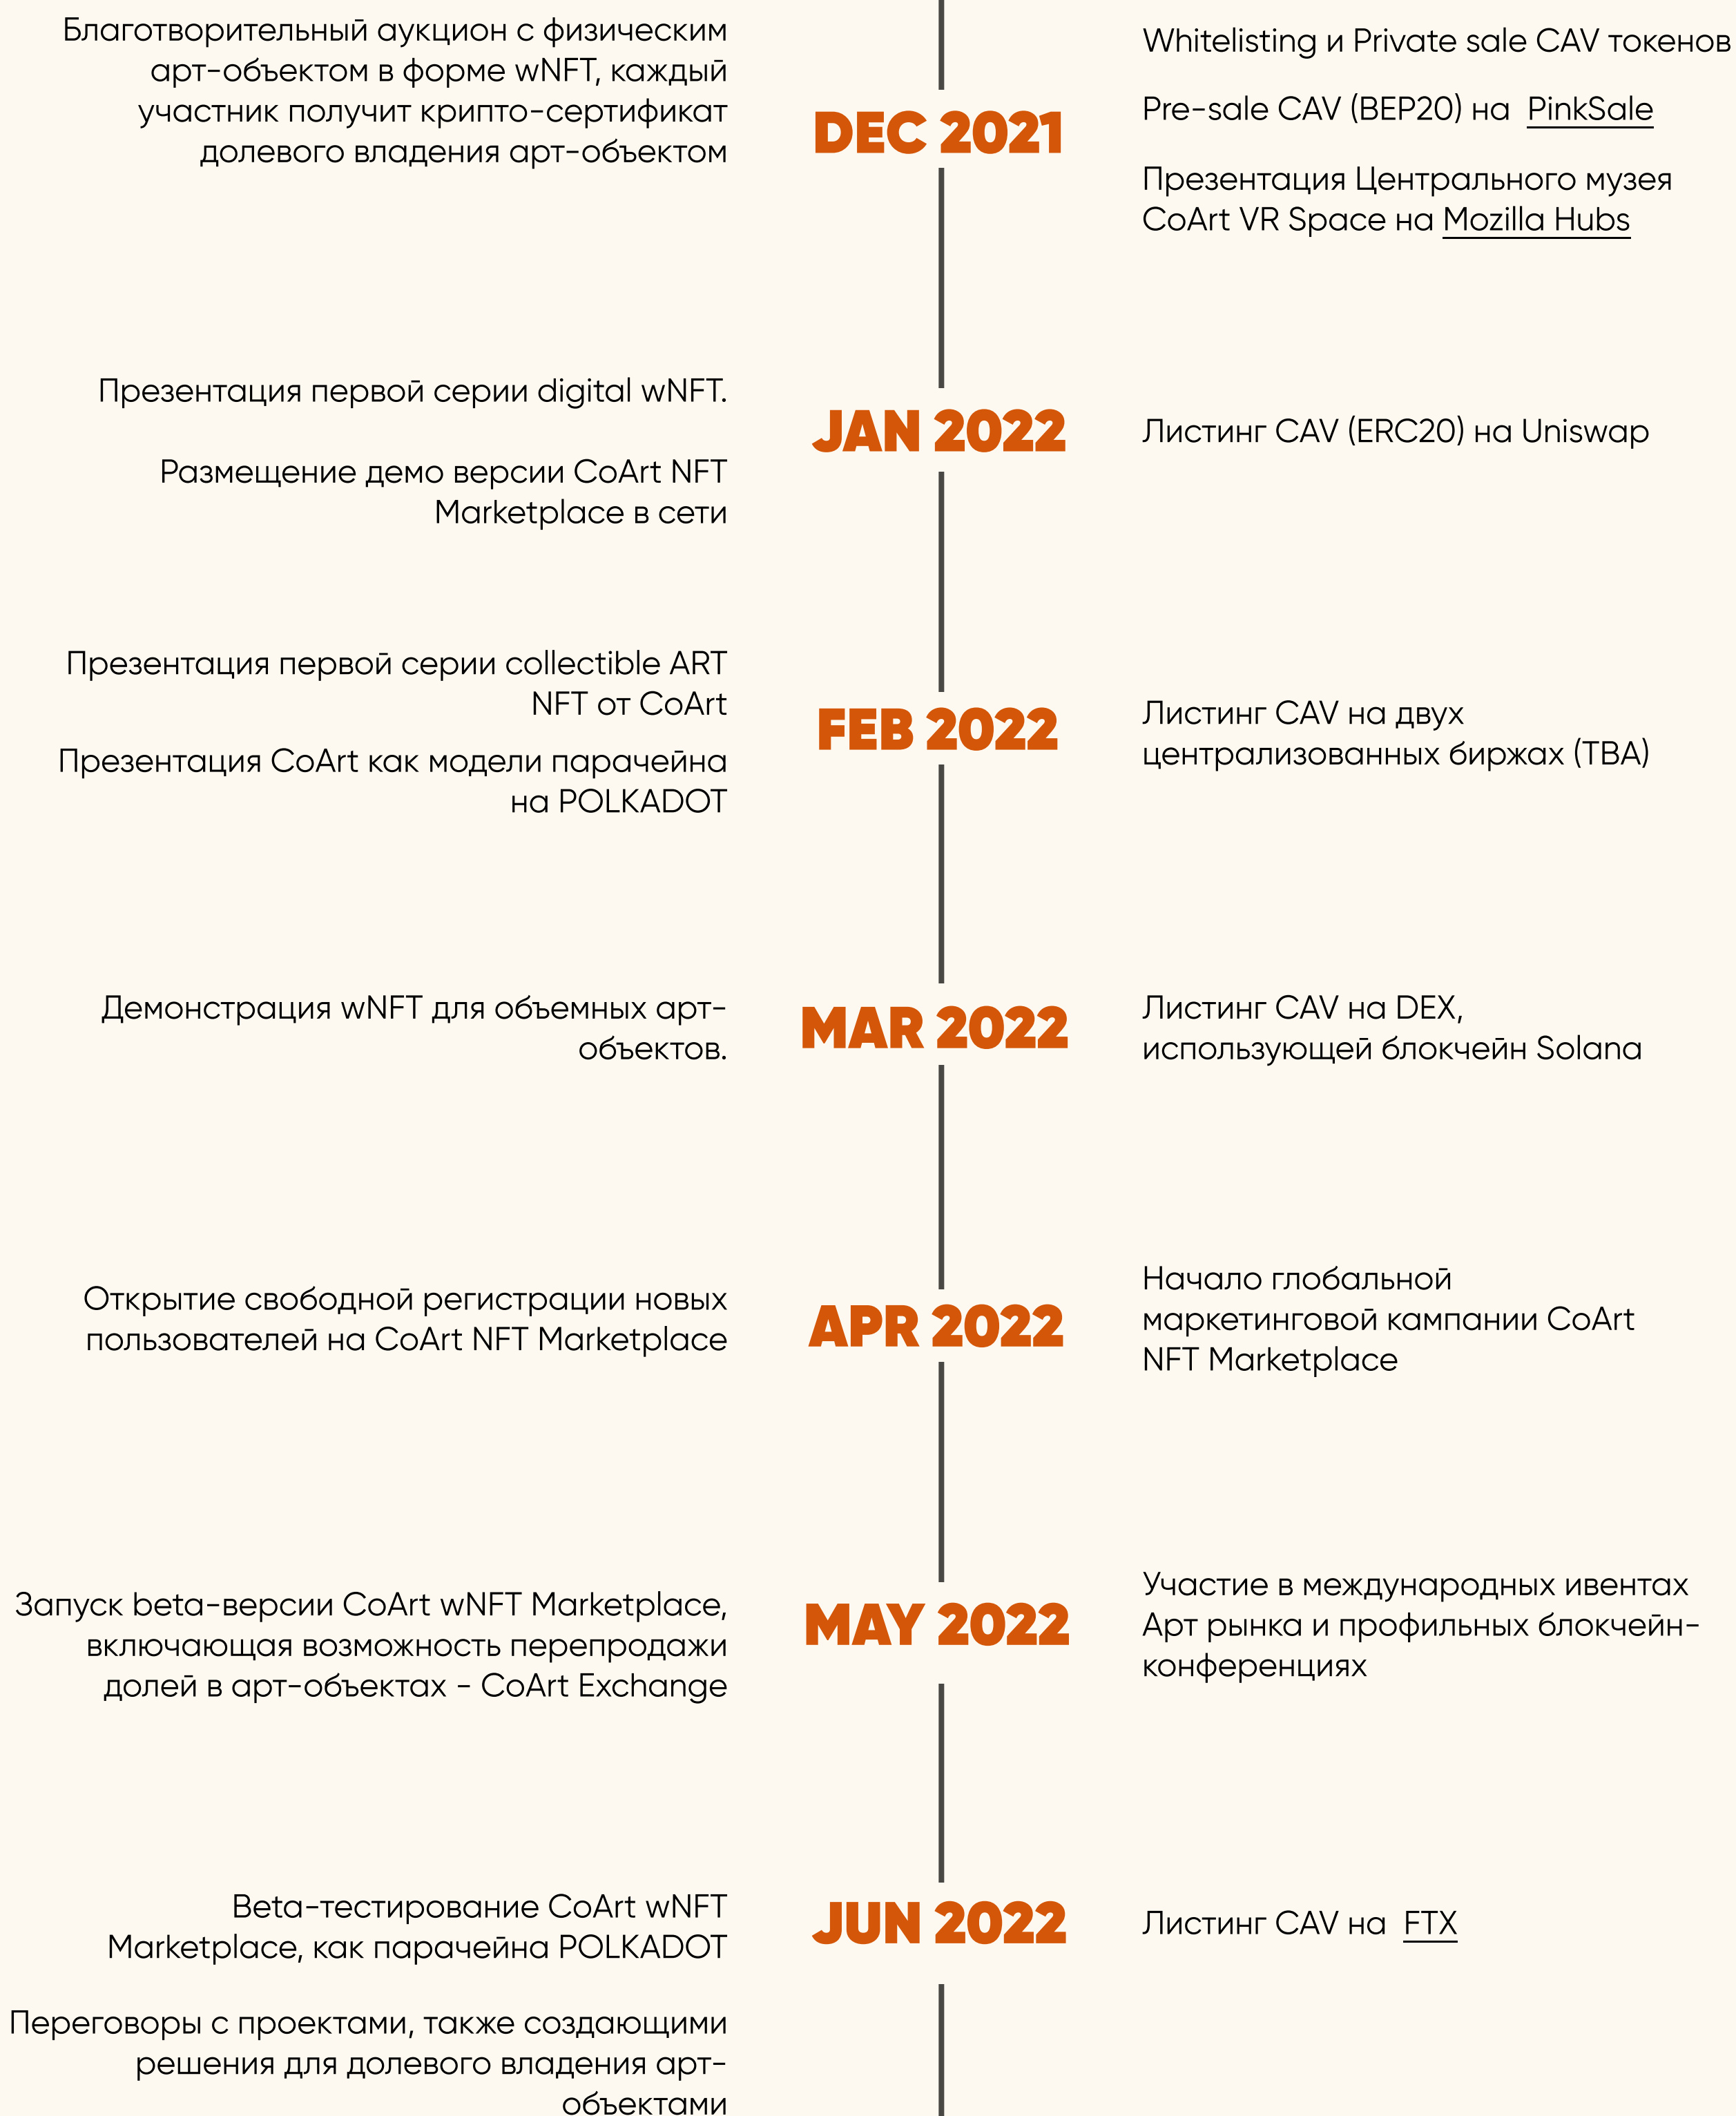 Благотворительный аукцион с физическим
арт-объектом в форме wNFT, каждый
участник получит крипто-сертификат
долевого владения арт-объектом
DEC 2021
Whitelisting и Private sale CAV токенов
Pre-sale CAV (BEP20) на PinkSale
Презентация Центрального музея
CoArt VR Space на Mozilla Hubs
Презентация первой серии digital wNFT.
Размещение демо версии CoArt NFT
Marketplace в сети
JAN 2022
Листинг CAV (ERC20) на Uniswap
Презентация первой серии collectible ART
NFT от CoArt
Презентация CoArt как модели парачейна
на POLKADOT
FEB 2022
Листинг CAV на двух
централизованных биржах (TBA)
Демонстрация wNFT для объемных арт-
объектов.
MAR 2022
Листинг CAV на DEX,
использующей блокчейн Solana
Открытие свободной регистрации новых
пользователей на CoArt NFT Marketplace
APR 2022
Начало глобальной
маркетинговой кампании CoArt
NFT Marketplace
Запуск beta-версии CoArt wNFT Marketplace,
включающая возможность перепродажи
долей в арт-объектах - CoArt Exchange
MAY 2022
Участие в международных ивентах
Арт рынка и профильных блокчейн-
конференциях
Beta-тестирование CoArt wNFT
Marketplace, как парачейна POLKADOT
Переговоры с проектами, также создающими
решения для долевого владения арт-
объектами
JUN 2022
Листинг CAV на FTX